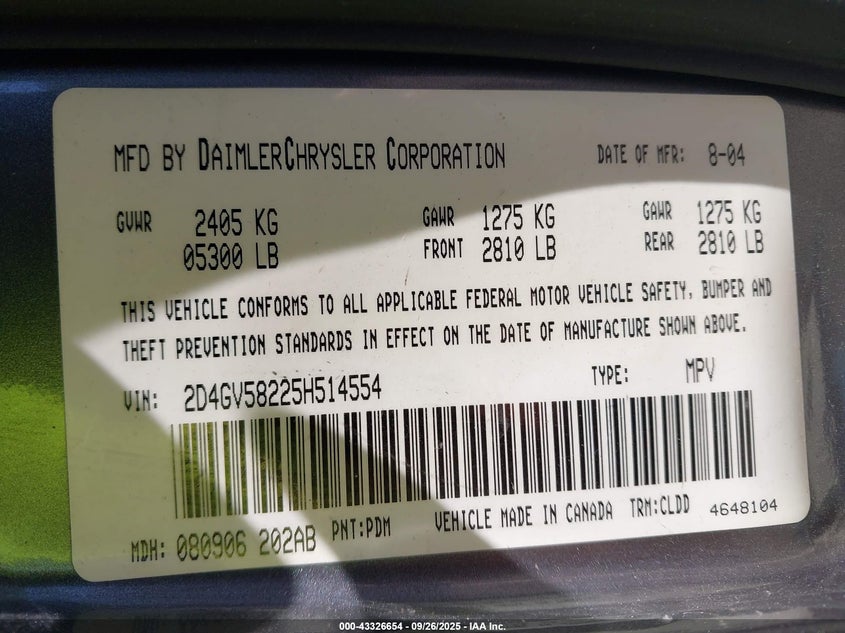 MFD BY DAIMLERCHRYSLER CORPORATION DATE OF MFR: 8-04
GVWR 2405 KG GAWR 1275 KG GAWR 1275 KG
05300 LB FRONT 2810 LB REAR 2810 LB
THIS VEHICLE CONFORMS TO ALL APPLICABLE FEDERAL MOTOR VEHICLE SAFETY, BUMPER AND
THEFT PREVENTION STANDARDS IN EFFECT ON THE DATE OF MANUFACTURE SHOWN ABOVE.
VIN: 2D4GV58225H514554 TYPE: MPV
MDH: 080906 202AB PNT:PDM VEHICLE MADE IN CANADA TRM:CLDD 4648104
000-43326654 - 09/26/2025 - IAA Inc.